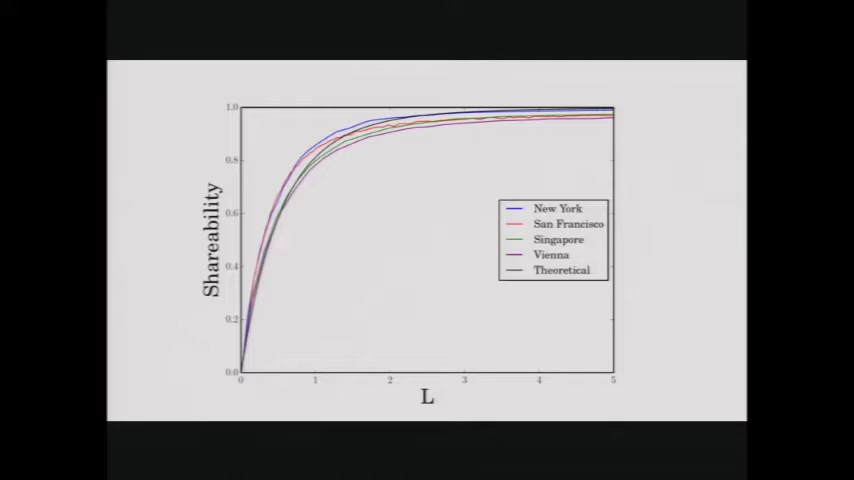 1.0
0.8
0.6
0.4
0.2
0.0
Shareability
New York
San Francisco
Singapore
Vienna
Theoretical
0 1 2 3 4 5
L